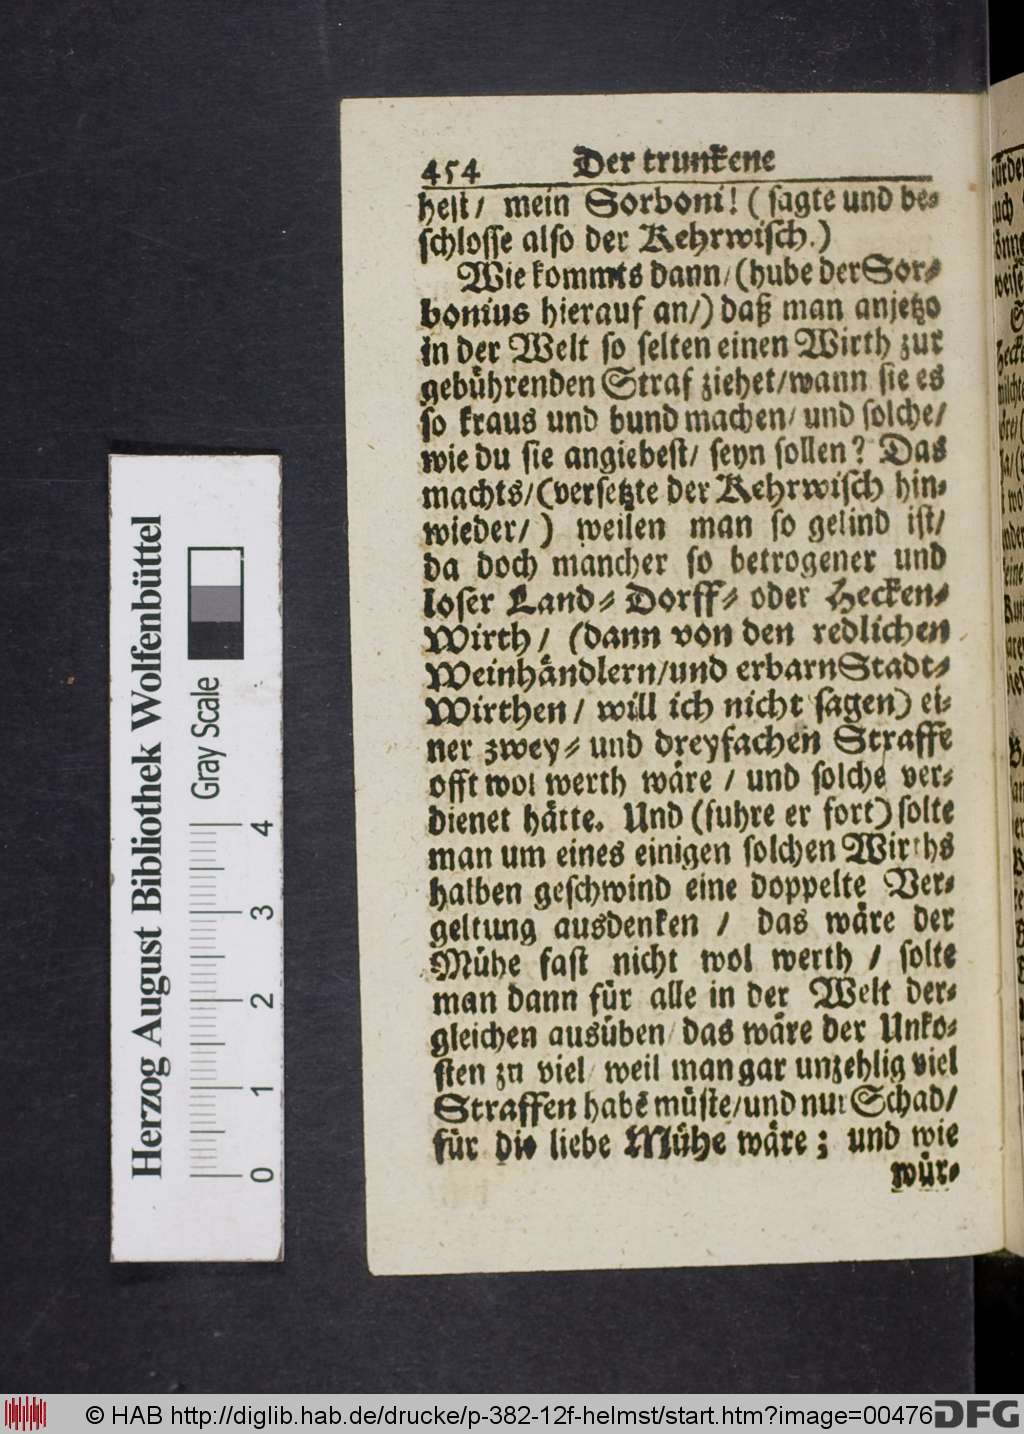 454 Der trunkene
hest/ mein Sorboni! (sagte und be-
schlosse also der Kehrwisch.)
Wie kommts dann/ (hube der Sor-
bonius hierauf an/) daß man anjetzo
in der Welt so selten einen Wirth zur
gebührenden Straf ziehet/ wann sie es
so kraus und bund machen/ und solche/
wie du sie angiebest/ seyn sollen? Das
machts/ (versetzte der Kehrwisch hin-
wieder/) weilen man so gelind ist/
da doch mancher so betrogener und
loser Land- Dorff- oder Hecken-
Wirth/ (dann von den redlichen
Weinhändlern/ und erbarn Stadt-
Wirthen/ will ich nicht sagen) ei-
ner zwey- und dreyfachen Straffe
offt wol werth wäre / und solche ver-
dienet hätte. Und (fuhre er fort) solte
man um eines einigen solchen Wirths
halben geschwind eine doppelte Ver-
geltung ausdenken / das wäre der
Mühe fast nicht wol werth / solte
man dann für alle in der Welt der-
gleichen ausüben/ das wäre der Unko-
sten zu viel/ weil man gar unzehlig viel
Straffen habē müste/ und nur Schad/
für die liebe Mühe wäre; und wie
wür-
Herzog August Bibliothek Wolfenbüttel
Gray Scale
0 1 2 3 4
© HAB http://diglib.hab.de/drucke/p-382-12f-helmst/start.htm?image=00476
DFG